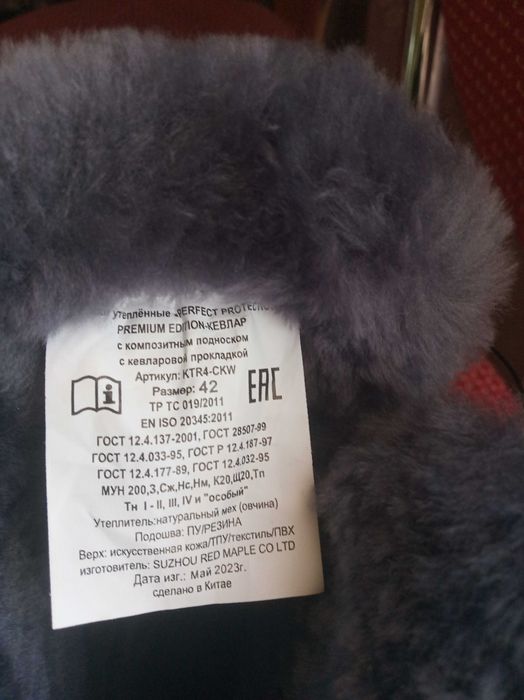 утеплённые «PERFECT PROTECTION
PREMIUM EDITION-КЕВЛАР
с композитным подноском
с кевларовой прокладкой
Артикул: KTR4-CKW
Размер: 42
EAC
ТР ТС 019/2011
EN ISO 20345:2011
ГОСТ 12.4.137-2001, ГОСТ 28507-99
ГОСТ 12.4.033-95, ГОСТ Р 12.4.187-97
ГОСТ 12.4.177-89, ГОСТ 12.4.032-95
МУН 200,З,Сж,Нс,Нм, К20,Щ20,Тп
Тн I - II, III, IV и "особый"
Утеплитель:натуральный мех (овчина)
Подошва: ПУ/РЕЗИНА
Верх: искусственная кожа/ТПУ/текстиль/ПВХ
изготовитель: SUZHOU RED MAPLE CO LTD
Дата изг.: Май 2023г.
сделано в Китае